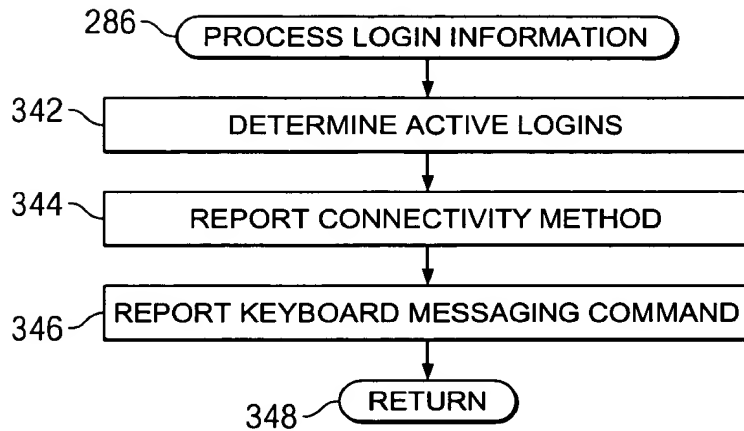 286 PROCESS LOGIN INFORMATION
342 DETERMINE ACTIVE LOGINS
344 REPORT CONNECTIVITY METHOD
346 REPORT KEYBOARD MESSAGING COMMAND
348 RETURN